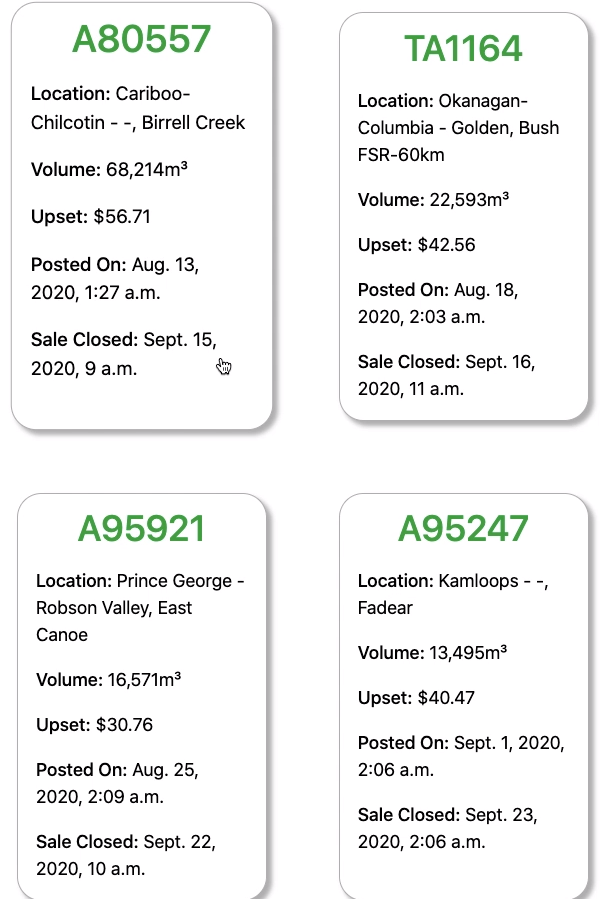 A80557
Location: Cariboo-
Chilcotin - -, Birrell Creek
Volume: 68,214m³
Upset: $56.71
Posted On: Aug. 13,
2020, 1:27 a.m.
Sale Closed: Sept. 15,
2020, 9 a.m.
TA1164
Location: Okanagan-
Columbia - Golden, Bush
FSR-60km
Volume: 22,593m³
Upset: $42.56
Posted On: Aug. 18,
2020, 2:03 a.m.
Sale Closed: Sept. 16,
2020, 11 a.m.
A95921
Location: Prince George -
Robson Valley, East
Canoe
Volume: 16,571m³
Upset: $30.76
Posted On: Aug. 25,
2020, 2:09 a.m.
Sale Closed: Sept. 22,
2020, 10 a.m.
A95247
Location: Kamloops - -,
Fadear
Volume: 13,495m³
Upset: $40.47
Posted On: Sept. 1, 2020,
2:06 a.m.
Sale Closed: Sept. 23,
2020, 2:06 a.m.